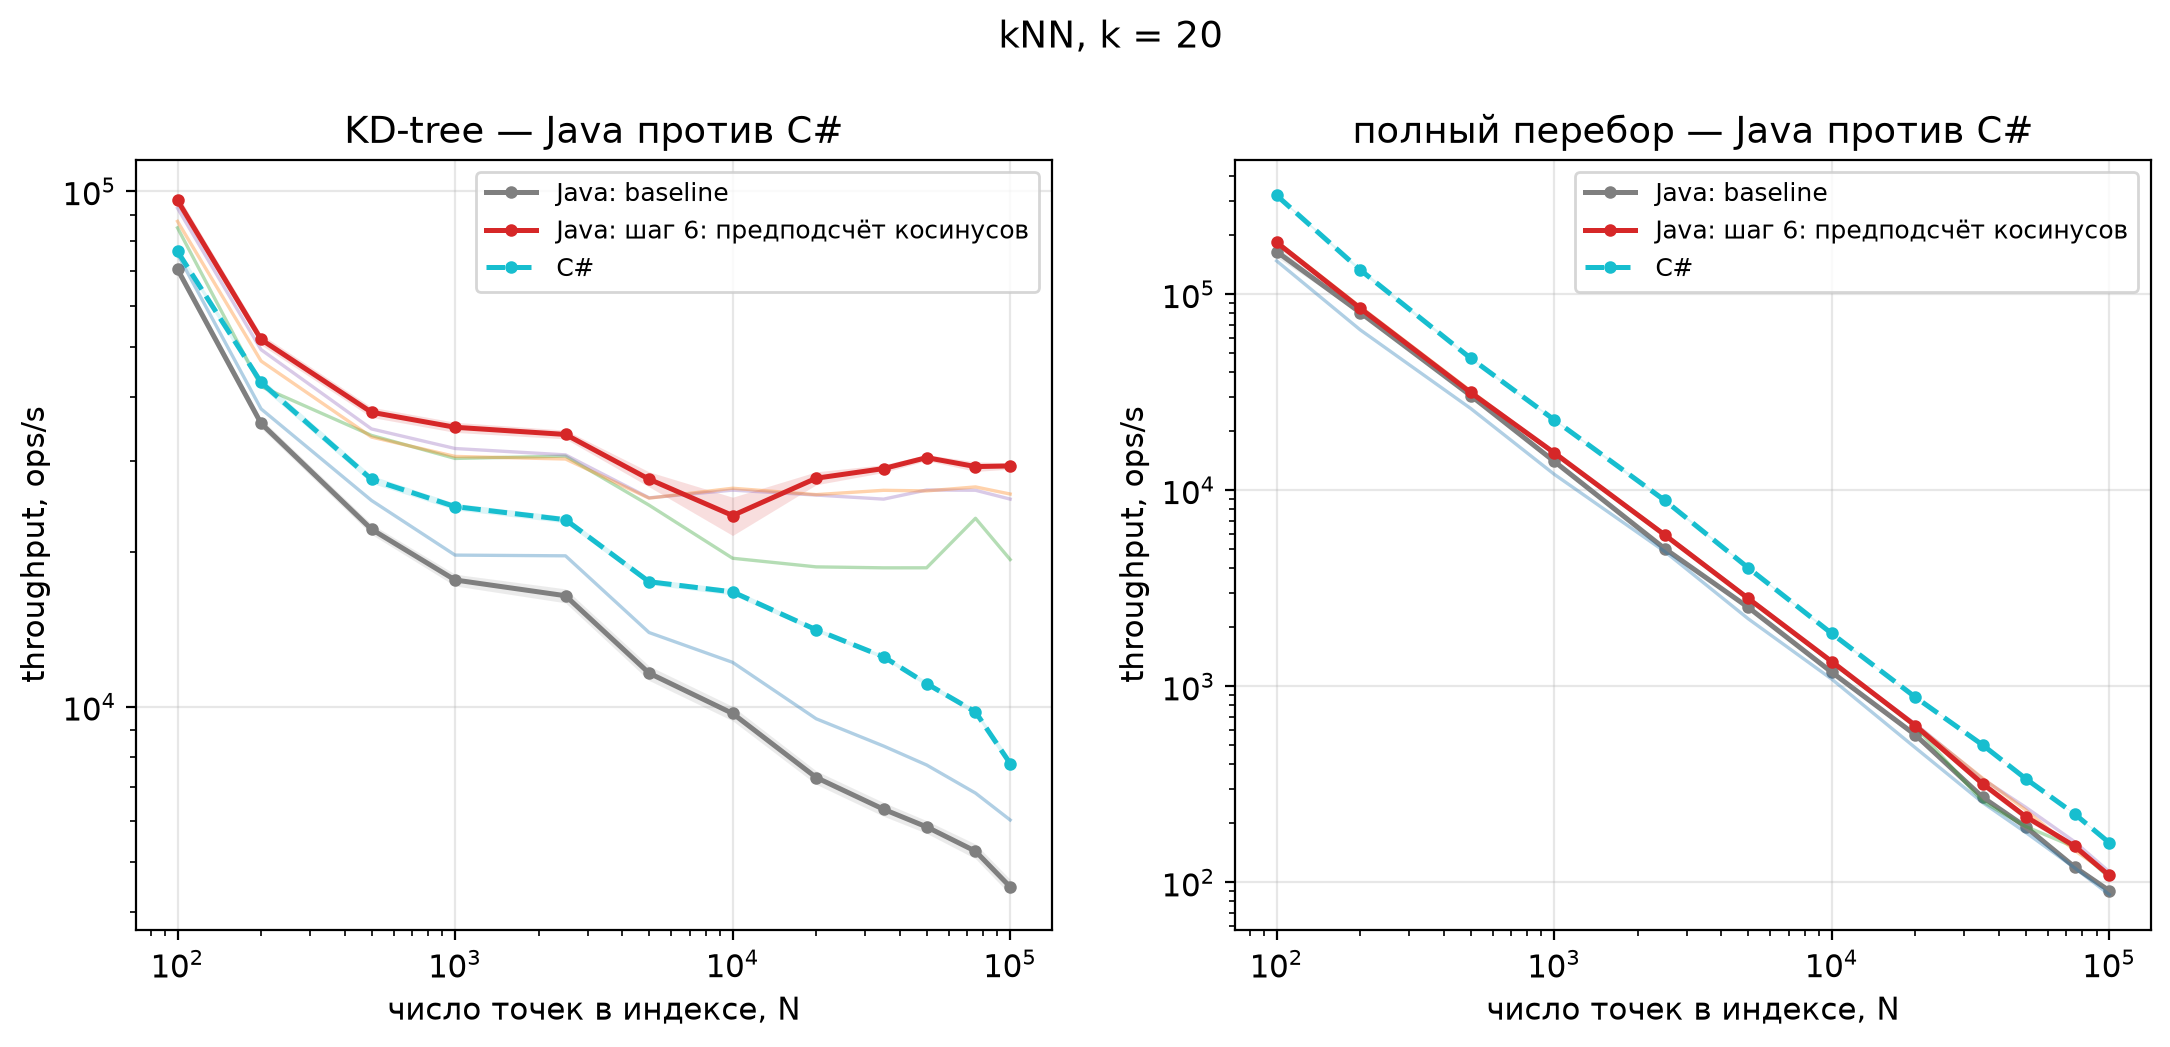 kNN, k = 20
KD-tree — Java против C#
throughput, ops/s
10⁵
10⁴
Java: baseline
Java: шаг 6: предподсчёт косинусов
C#
10² 10³ 10⁴ 10⁵
число точек в индексе, N
полный перебор — Java против C#
throughput, ops/s
10⁵
10⁴
10³
10²
Java: baseline
Java: шаг 6: предподсчёт косинусов
C#
10² 10³ 10⁴ 10⁵
число точек в индексе, N